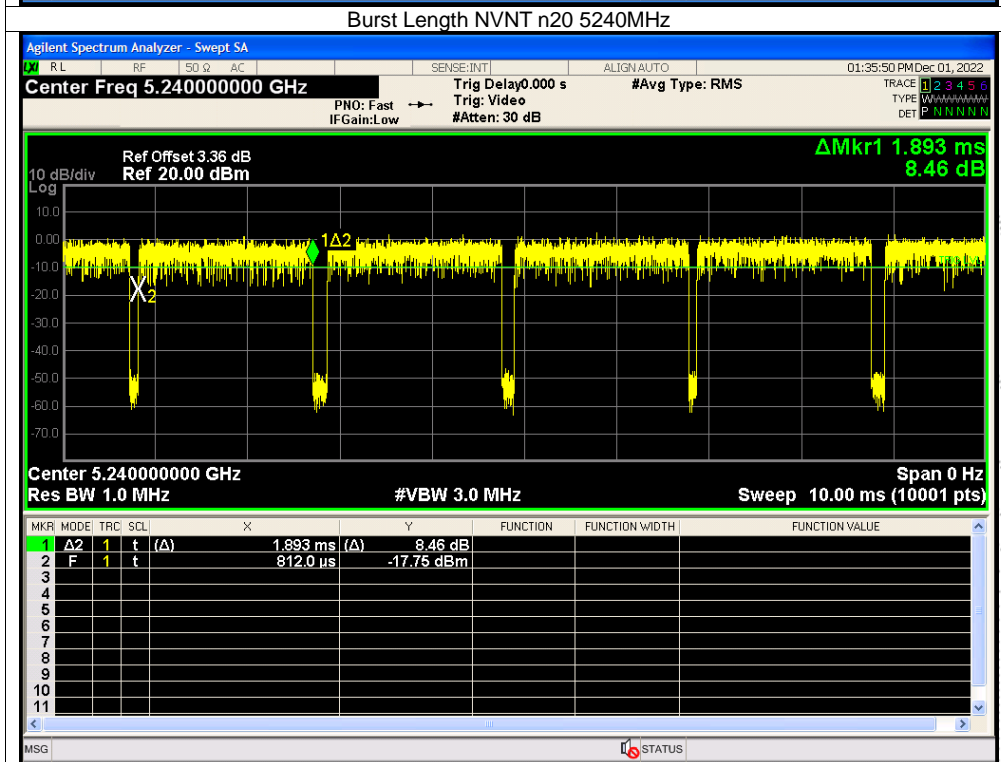 Burst Length NVNT n20 5240MHz
Agilent Spectrum Analyzer - Swept SA
LXI RL RF 50 Ω AC SENSE:INT ALIGN AUTO 01:35:50 PM Dec 01, 2022
Center Freq 5.240000000 GHz Trig Delay0.000 s #Avg Type: RMS TRACE 1 2 3 4 5 6
PNO: Fast Trig: Video TYPE WWWWWW
IFGain:Low #Atten: 30 dB DET P N N N N N
ΔMkr1 1.893 ms
Ref Offset 3.36 dB
8.46 dB
10 dB/div Ref 20.00 dBm
Log
10.0
0.00
1Δ2
-10.0
-20.0
X2
-30.0
-40.0
-50.0
-60.0
-70.0
Center 5.240000000 GHz Span 0 Hz
Res BW 1.0 MHz #VBW 3.0 MHz Sweep 10.00 ms (10001 pts)
MKR MODE TRC SCL X Y FUNCTION FUNCTION WIDTH FUNCTION VALUE
1 Δ2 1 t (Δ) 1.893 ms (Δ) 8.46 dB
2 F 1 t 812.0 µs -17.75 dBm
3
4
5
6
7
8
9
10
11
MSG STATUS